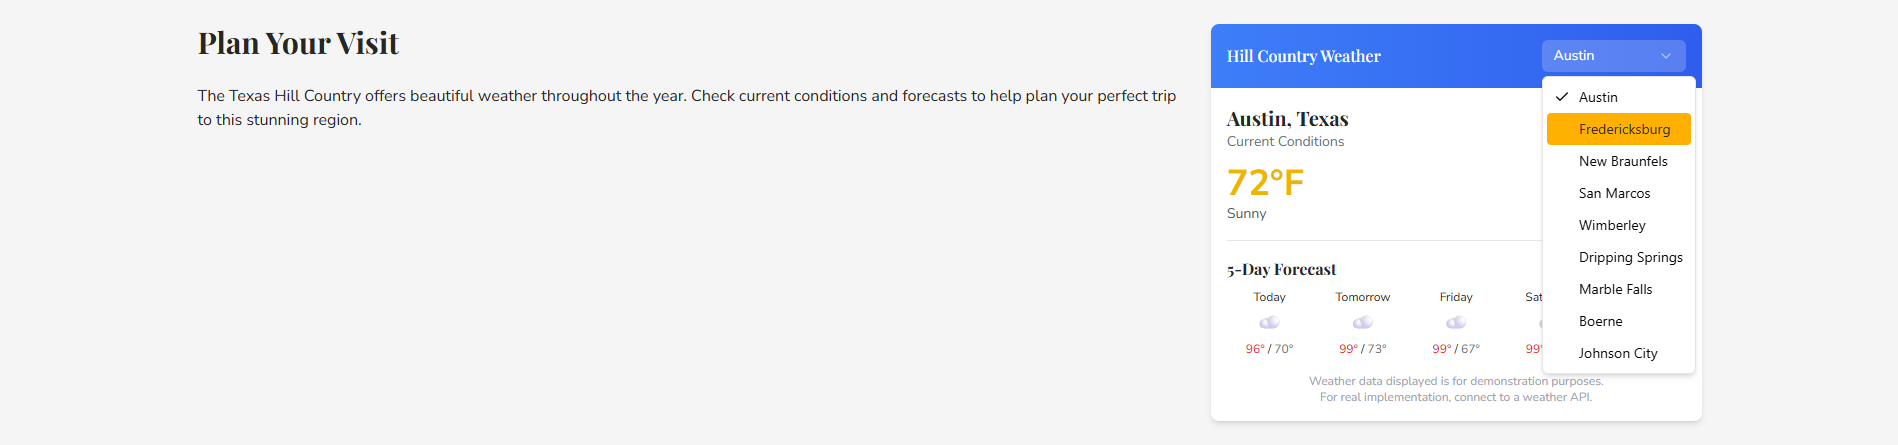 Plan Your Visit
The Texas Hill Country offers beautiful weather throughout the year. Check current conditions and forecasts to help plan your perfect trip
to this stunning region.
Hill Country Weather
Austin
Austin
Fredericksburg
New Braunfels
San Marcos
Wimberley
Dripping Springs
Marble Falls
Boerne
Johnson City
Austin, Texas
Current Conditions
72°F
Sunny
5-Day Forecast
Today Tomorrow Friday Sat
96° / 70° 99° / 73° 99° / 67° 99°
Weather data displayed is for demonstration purposes.
For real implementation, connect to a weather API.